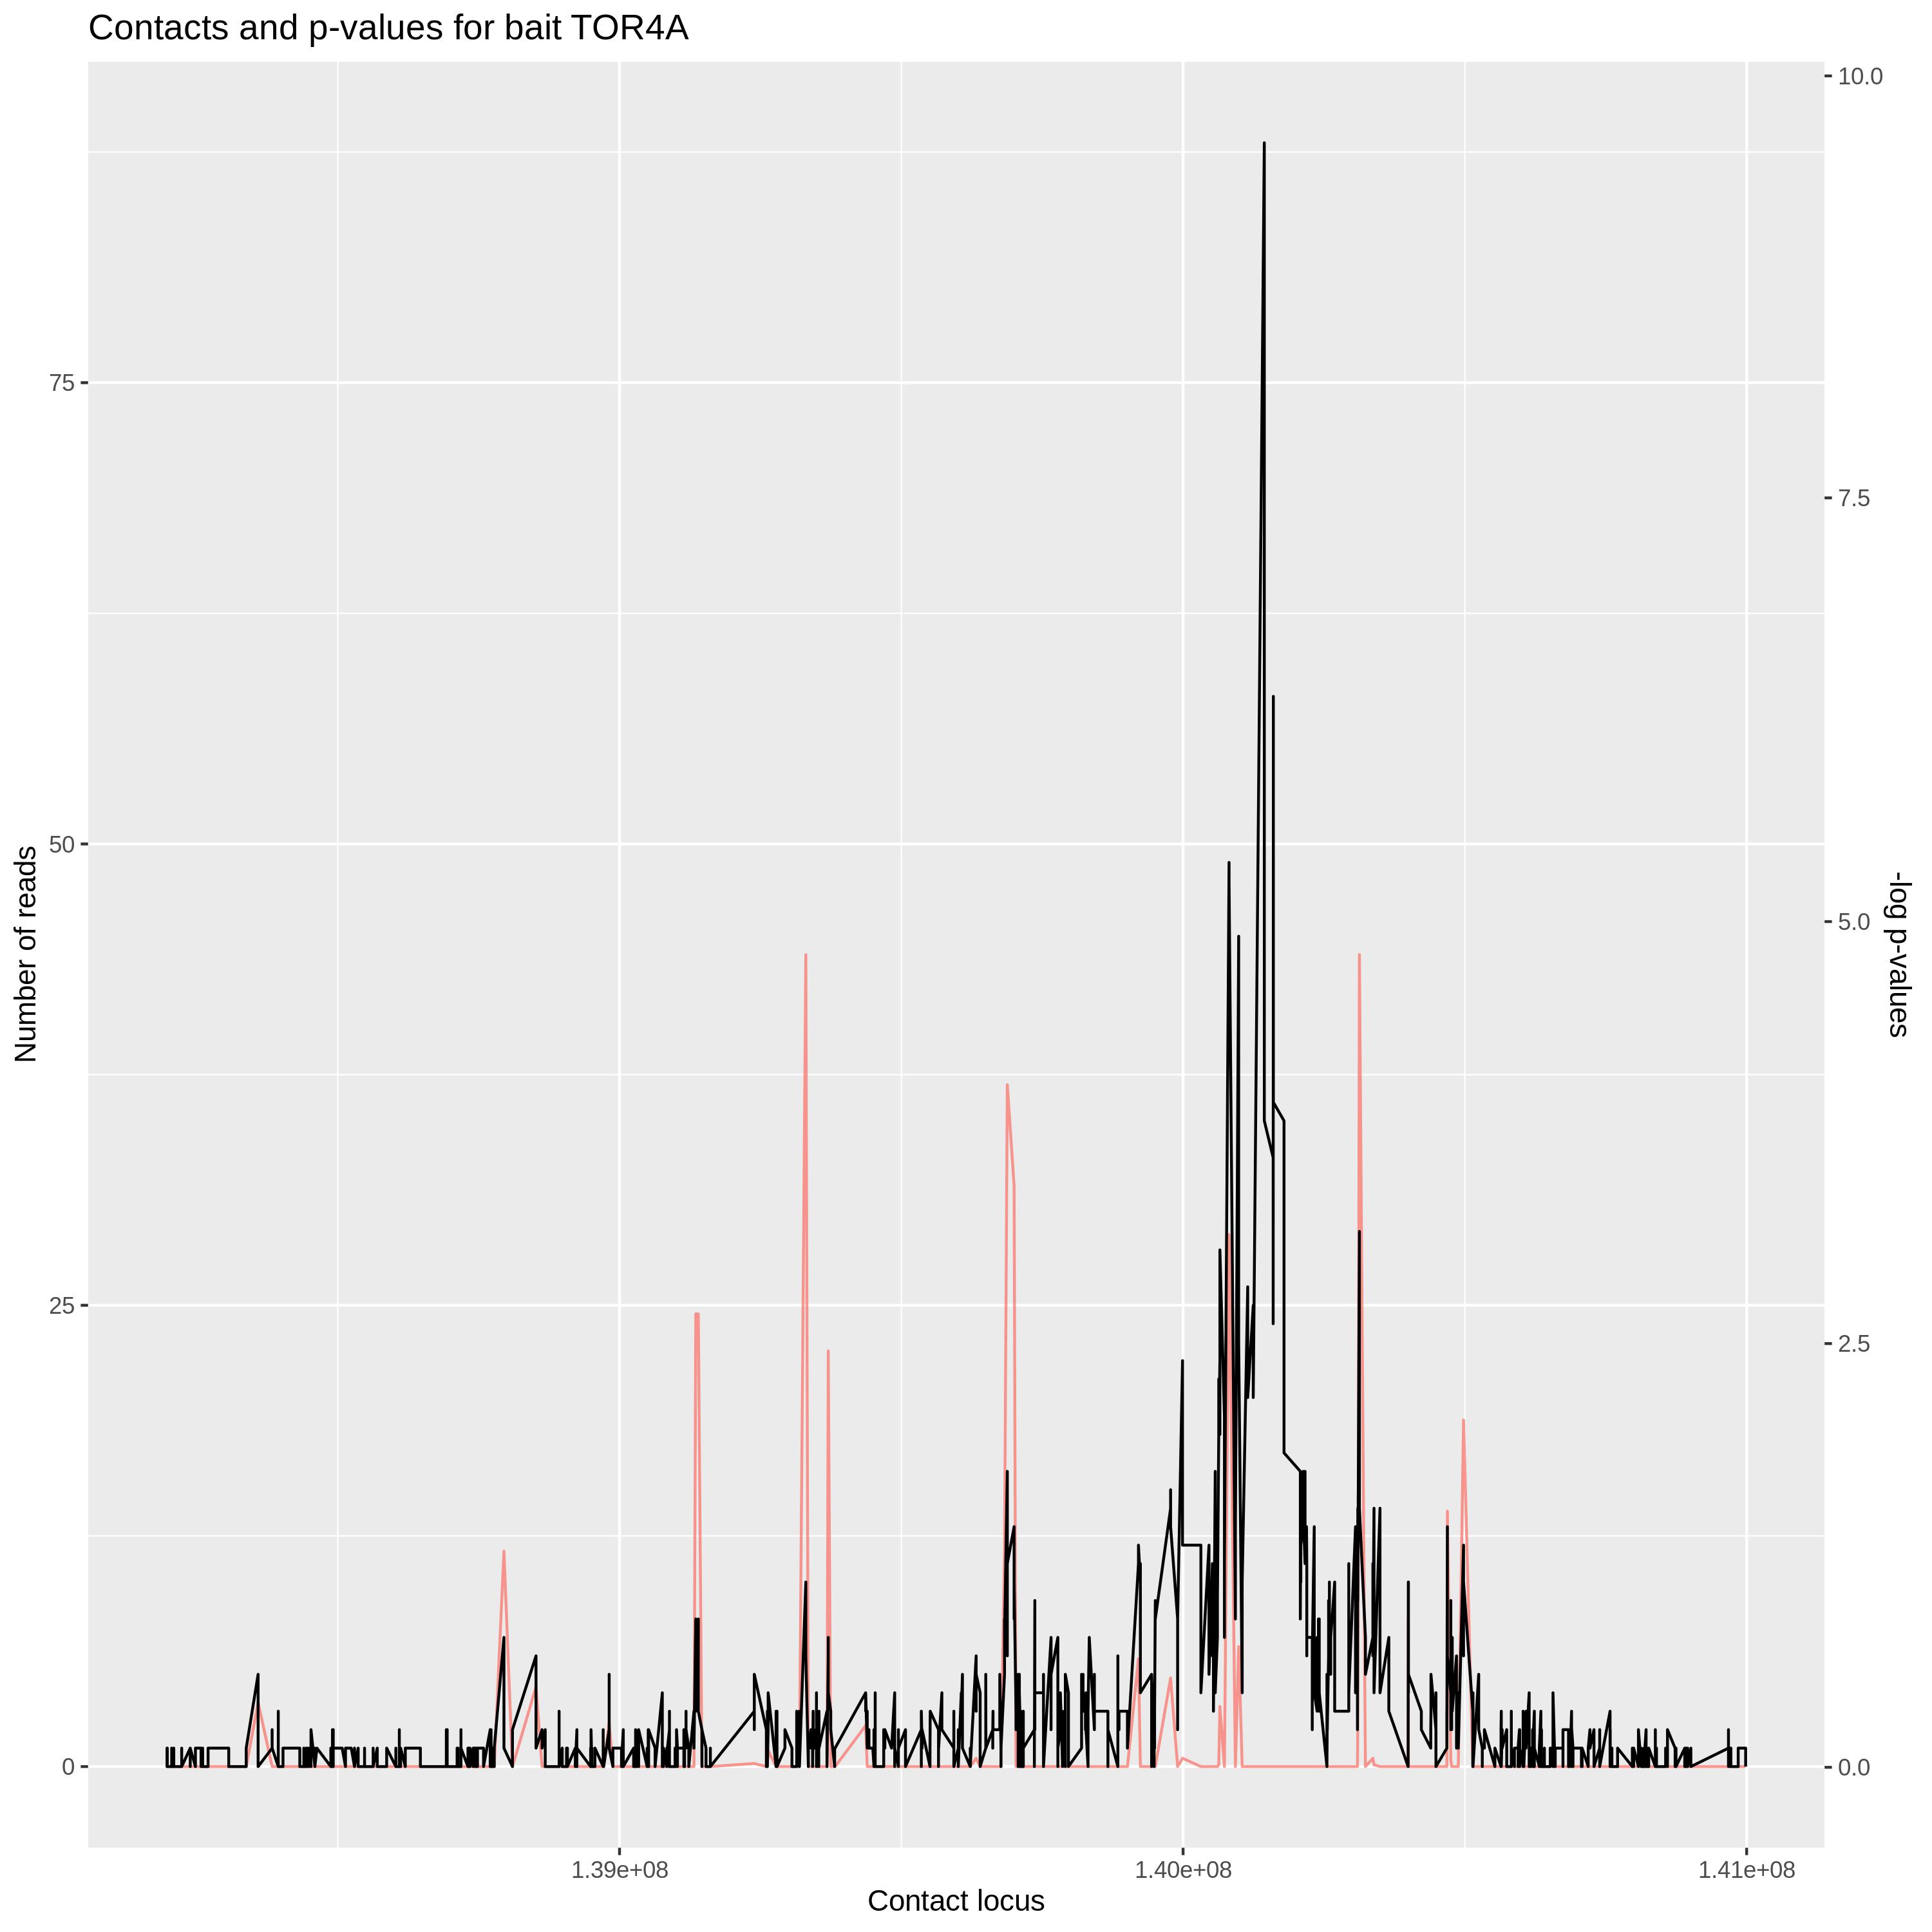 Contacts and p-values for bait TOR4A
10.0
75
7.5
50
5.0
Number of reads
-log p-values
25
2.5
0
0.0
1.39e+08
1.40e+08
1.41e+08
Contact locus